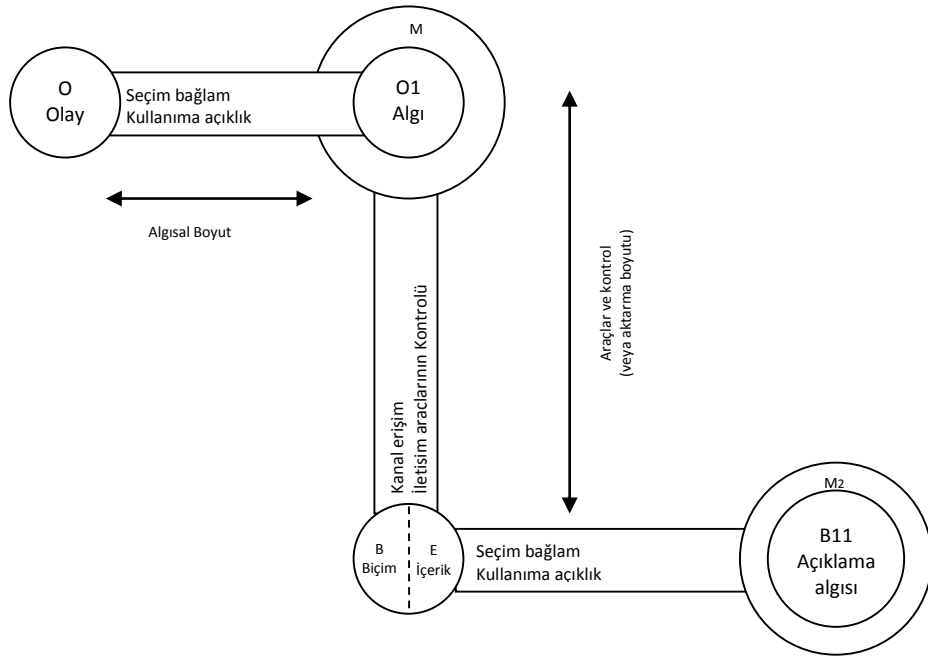 M
O
Olay
Seçim bağlam
Kullanıma açıklık
O1
Algı
Algısal Boyut
Kanal erişim
İletisim araclarının Kontrolü
Araçlar ve kontrol
(veya aktarma boyutu)
B
Biçim
E
İçerik
Seçim bağlam
Kullanıma açıklık
M2
B11
Açıklama
algısı